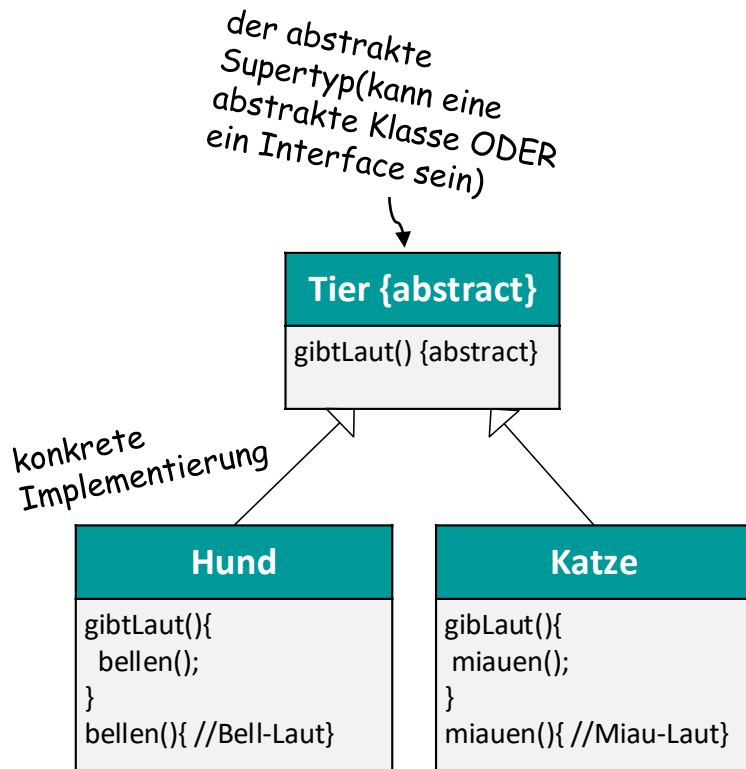 der abstrakte
Supertyp(kann eine
abstrakte Klasse ODER
ein Interface sein)
Tier {abstract}
gibtLaut() {abstract}
konkrete
Implementierung
Hund
gibtLaut(){
bellen();
}
bellen(){ //Bell-Laut}
Katze
gibLaut(){
miauen();
}
miauen(){ //Miau-Laut}